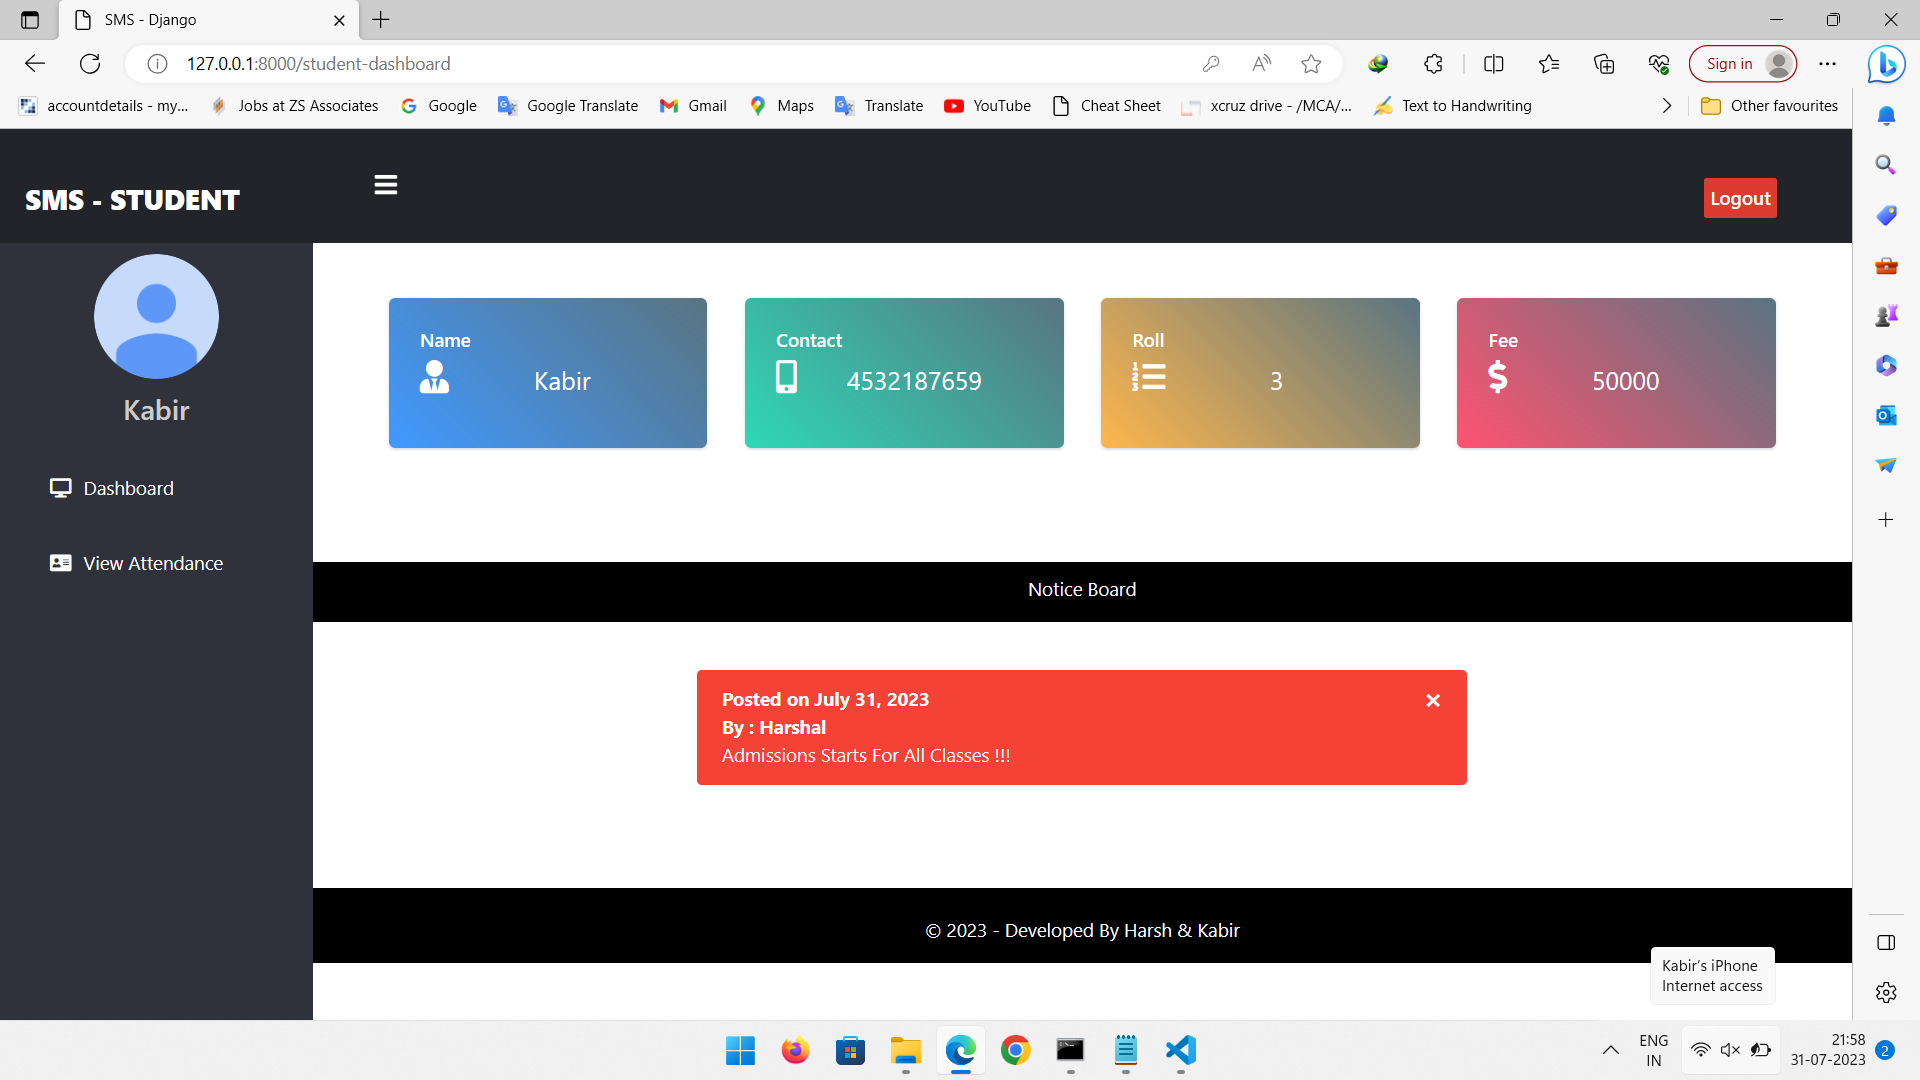 SMS - Django
127.0.0.1:8000/student-dashboard
Sign in
accountdetails - my...
Jobs at ZS Associates
Google
Google Translate
Gmail
Maps
Translate
YouTube
Cheat Sheet
xcruz drive - /MCA/...
Text to Handwriting
Other favourites
SMS - STUDENT
Logout
Kabir
Dashboard
View Attendance
Name
Kabir
Contact
4532187659
Roll
3
Fee
50000
Notice Board
Posted on July 31, 2023
By : Harshal
Admissions Starts For All Classes !!!
© 2023 - Developed By Harsh & Kabir
Kabir's iPhone
Internet access
ENG
IN
21:58
31-07-2023
2